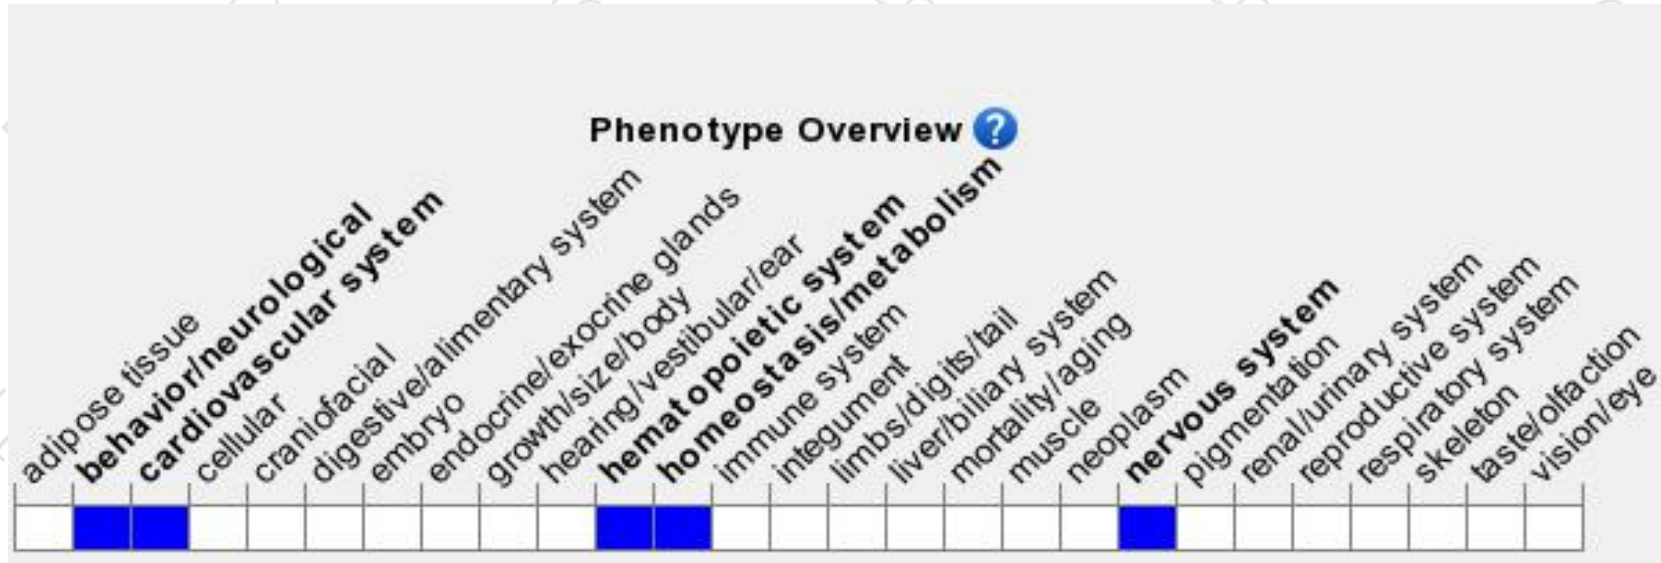 Phenotype Overview ?
adipose tissue
behavior/neurological
cardiovascular system
cellular
craniofacial
digestive/alimentary system
embryo
endocrine/exocrine glands
growth/size/body
hearing/vestibular/ear
hematopoietic system
homeostasis/metabolism
immune system
integument
limbs/digits/tail
liver/biliary system
mortality/aging
muscle
neoplasm
nervous system
pigmentation
renal/urinary system
reproductive system
respiratory system
skeleton
taste/olfaction
vision/eye